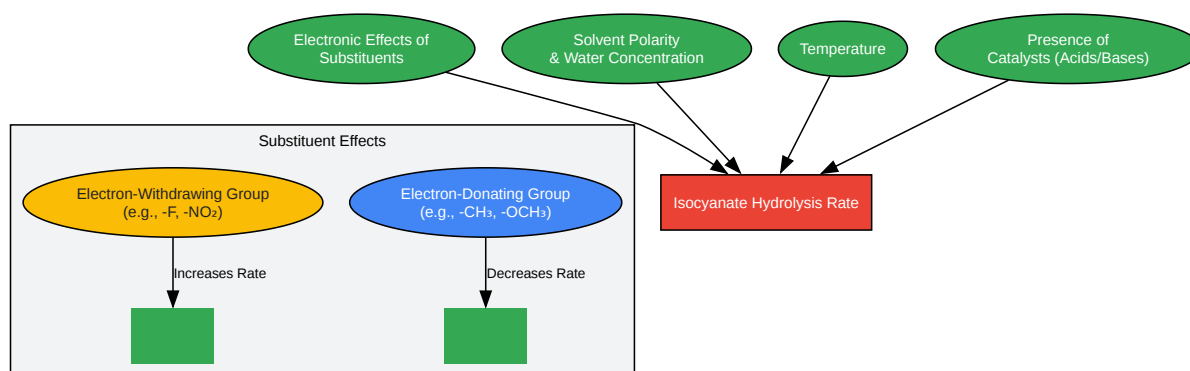 Electronic Effects of
Substituents
Solvent Polarity
& Water Concentration
Temperature
Presence of
Catalysts (Acids/Bases)
Substituent Effects
Electron-Withdrawing Group
(e.g., -F, -NO₂)
Electron-Donating Group
(e.g., -CH₃, -OCH₃)
Isocyanate Hydrolysis Rate
Increases Rate
Decreases Rate